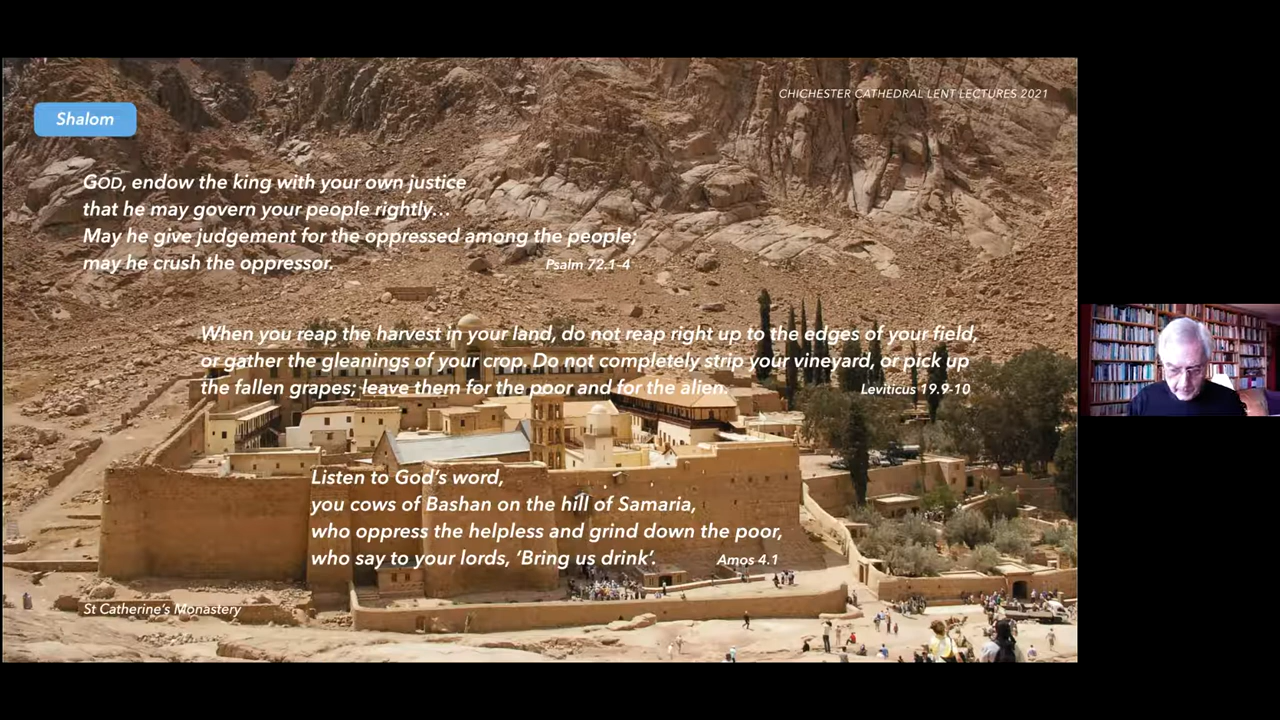 CHICHESTER CATHEDRAL LENT LECTURES 2021
Shalom
GOD, endow the king with your own justice
that he may govern your people rightly…
May he give judgement for the oppressed among the people;
may he crush the oppressor. Psalm 72.1-4
When you reap the harvest in your land, do not reap right up to the edges of your field,
or gather the gleanings of your crop. Do not completely strip your vineyard, or pick up
the fallen grapes; leave them for the poor and for the alien. Leviticus 19.9-10
Listen to God's word,
you cows of Bashan on the hill of Samaria,
who oppress the helpless and grind down the poor,
who say to your lords, 'Bring us drink'. Amos 4.1
St Catherine's Monastery